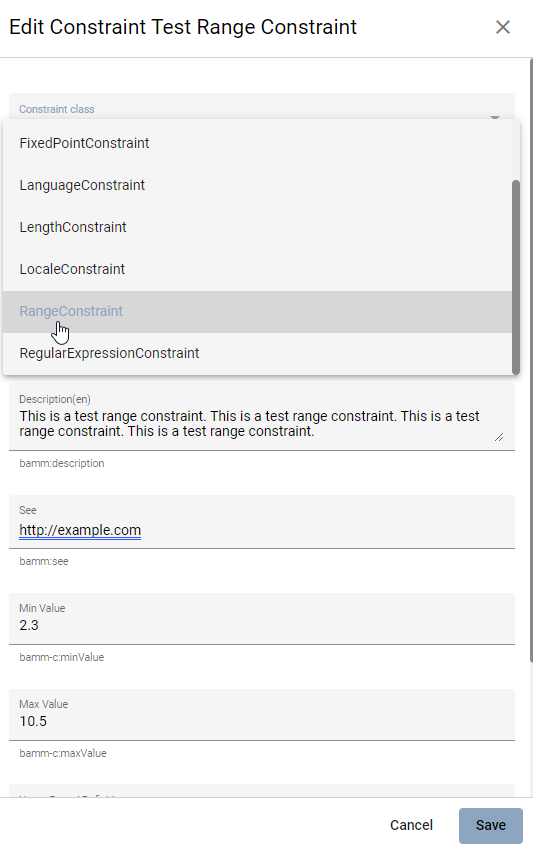 Edit Constraint Test Range Constraint
Constraint class
FixedPointConstraint
LanguageConstraint
LengthConstraint
LocaleConstraint
RangeConstraint
RegularExpressionConstraint
Description(en)
This is a test range constraint. This is a test range constraint. This is a test
range constraint. This is a test range constraint.
bamm:description
See
http://example.com
bamm:see
Min Value
2.3
bamm-c:minValue
Max Value
10.5
bamm-c:maxValue
Cancel
Save